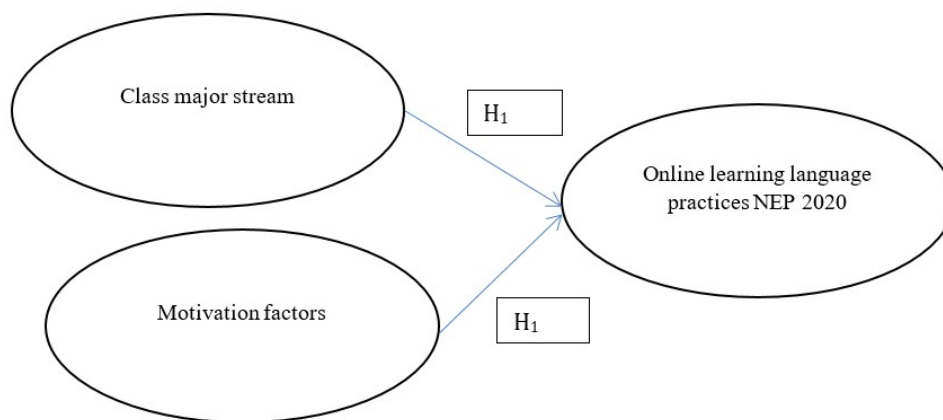 Class major stream
H₁
Online learning language
practices NEP 2020
Motivation factors
H₁